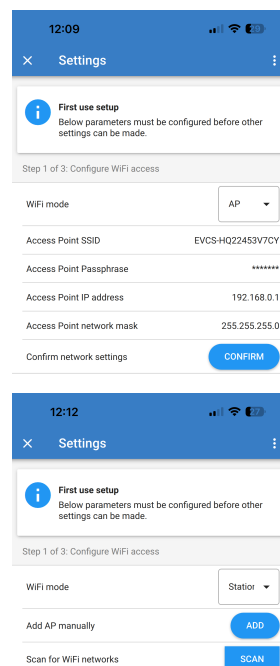 12:09
29
Settings
First use setup
Below parameters must be configured before other
settings can be made.
Step 1 of 3: Configure WiFi access
WiFi mode AP
Access Point SSID EVCS-HQ22453V7CY
Access Point Passphrase *******
Access Point IP address 192.168.0.1
Access Point network mask 255.255.255.0
Confirm network settings CONFIRM
12:12
27
Settings
First use setup
Below parameters must be configured before other
settings can be made.
Step 1 of 3: Configure WiFi access
WiFi mode Station
Add AP manually ADD
Scan for WiFi networks SCAN